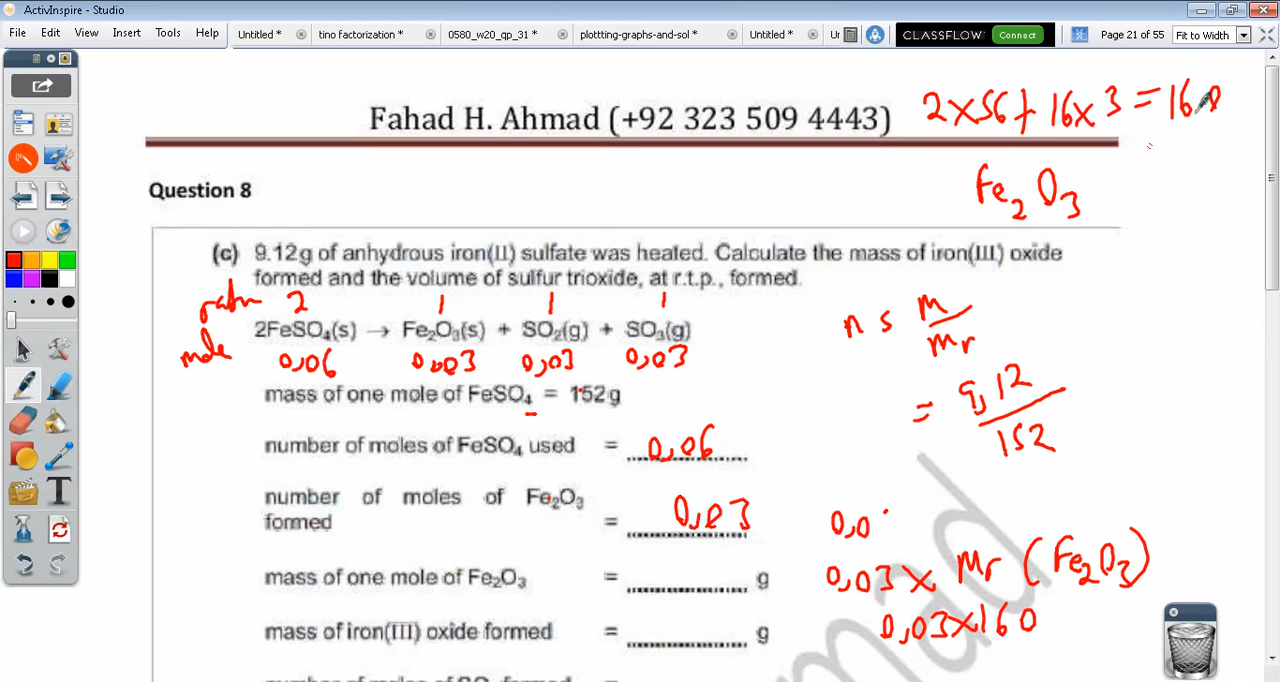 ActivInspire - Studio
File Edit View Insert Tools Help
Untitled * tino factorization * 0580_w20_qp_31 * plottting-graphs-and-sol * Untitled * Ur CLASSFLOW Connect Page 21 of 55 Fit to Width
Fahad H. Ahmad (+92 323 509 4443)
2 x 56 + 16 x 3 = 160
Fe2O3
Question 8
(c) 9.12g of anhydrous iron(II) sulfate was heated. Calculate the mass of iron(III) oxide
formed and the volume of sulfur trioxide, at r.t.p., formed.
2 1 1 1
2FeSO₄(s) → Fe₂O₃(s) + SO₂(g) + SO₃(g)
mole 0,06 0,03 0,03 0,03
n = m/Mr
= 9,12/152
mass of one mole of FeSO₄ = 152g
number of moles of FeSO₄ used = 0,06
number of moles of Fe₂O₃
formed = 0,03
0,0
mass of one mole of Fe₂O₃ = g
0,03 x Mr (Fe2O3)
0,03 x 160
mass of iron(III) oxide formed = g